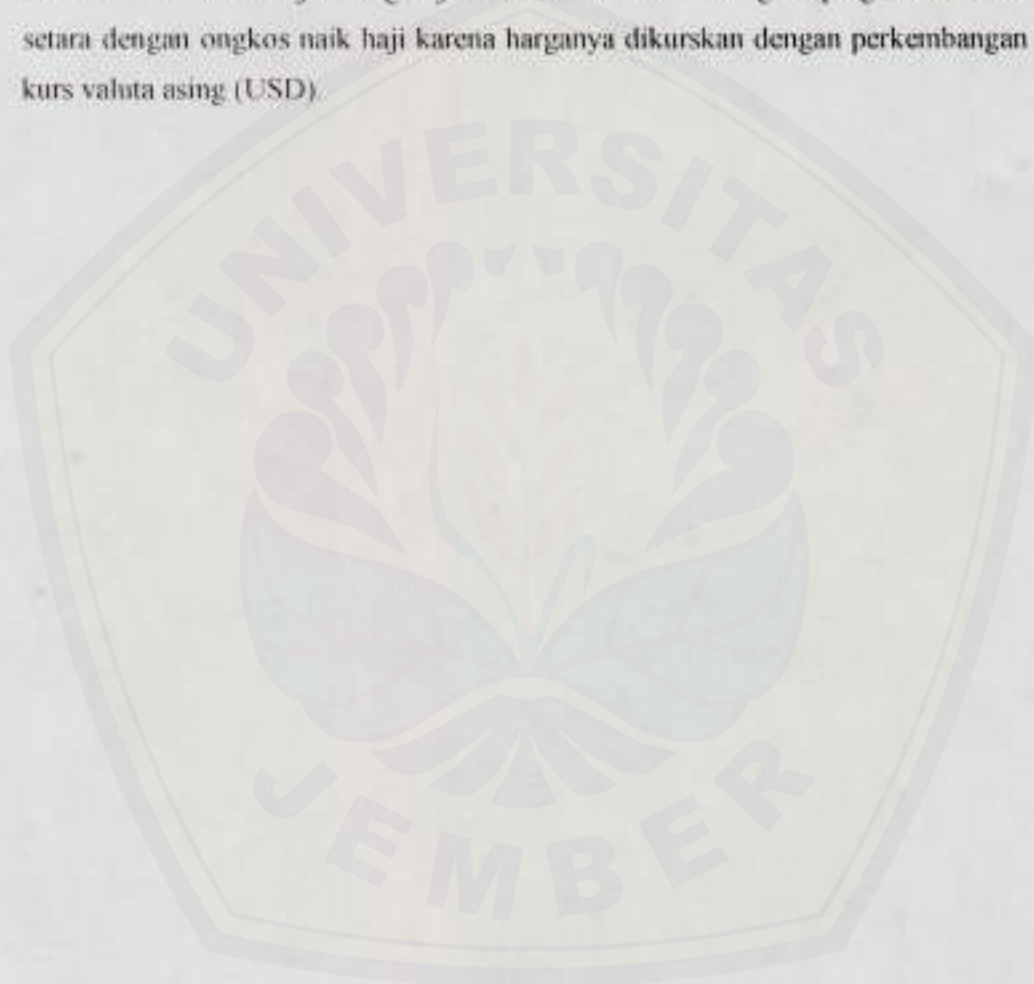 setara dengan ongkos naik haji karena harganya dikurskan dengan perkembangan
kurs valuta asing (USD).
UNIVERSITAS
JEMBER